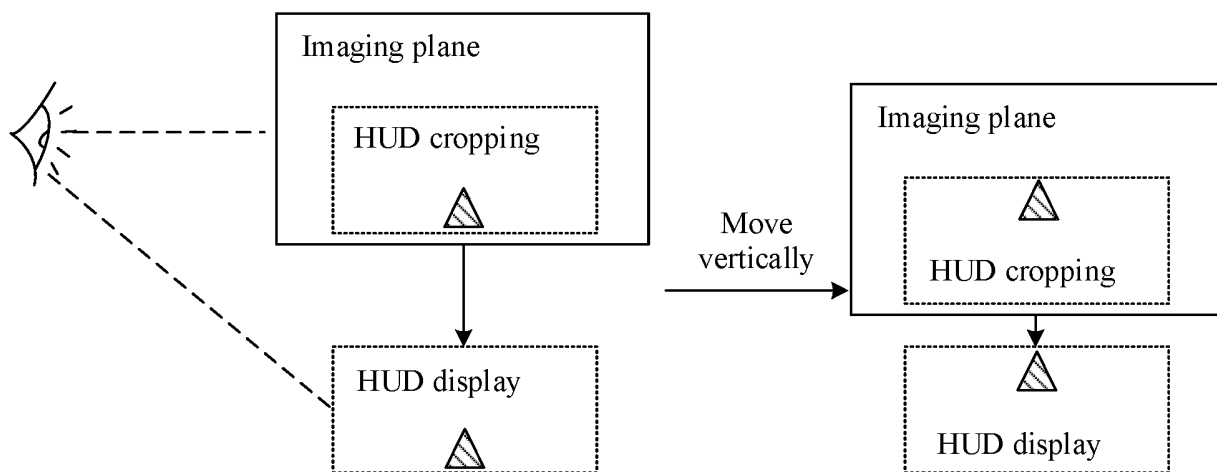 Imaging plane
HUD cropping
HUD display
Move
vertically
Imaging plane
HUD cropping
HUD display